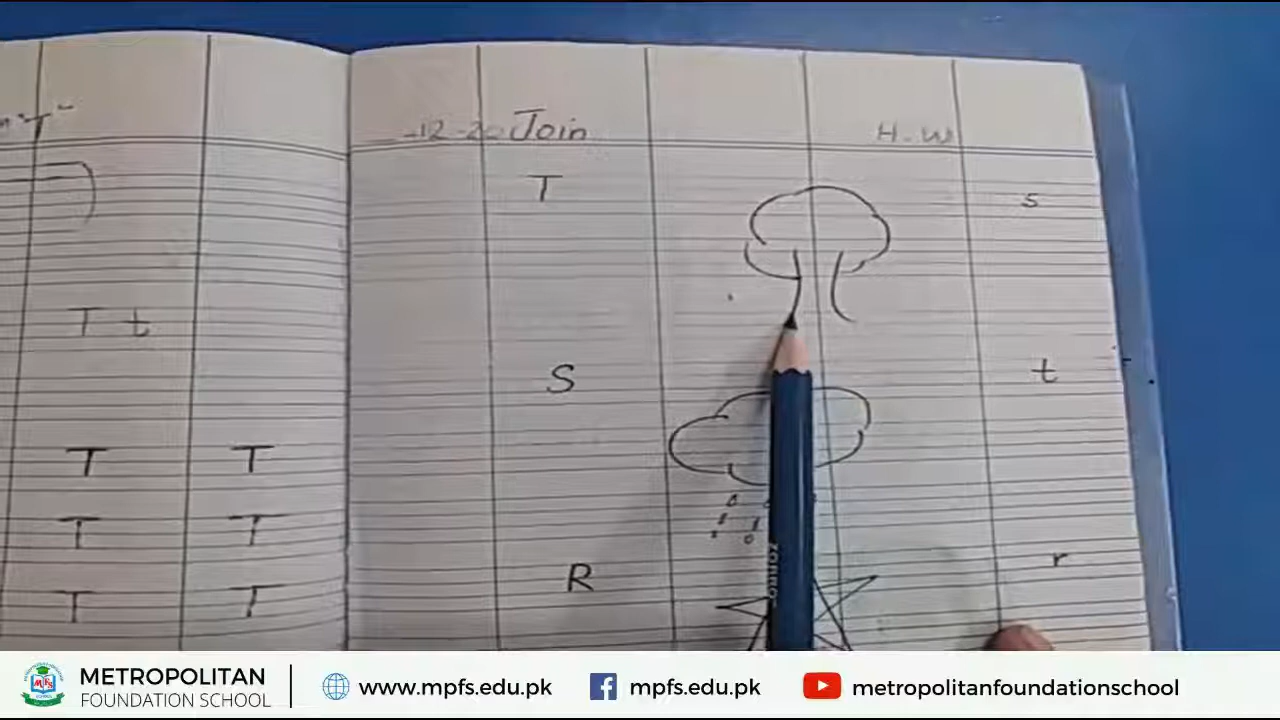 "T"
T t
T T
T T
T T
-12-20 Join H-W
T s
S t
R r
METROPOLITAN
FOUNDATION SCHOOL
www.mpfs.edu.pk
mpfs.edu.pk
metropolitanfoundationschool